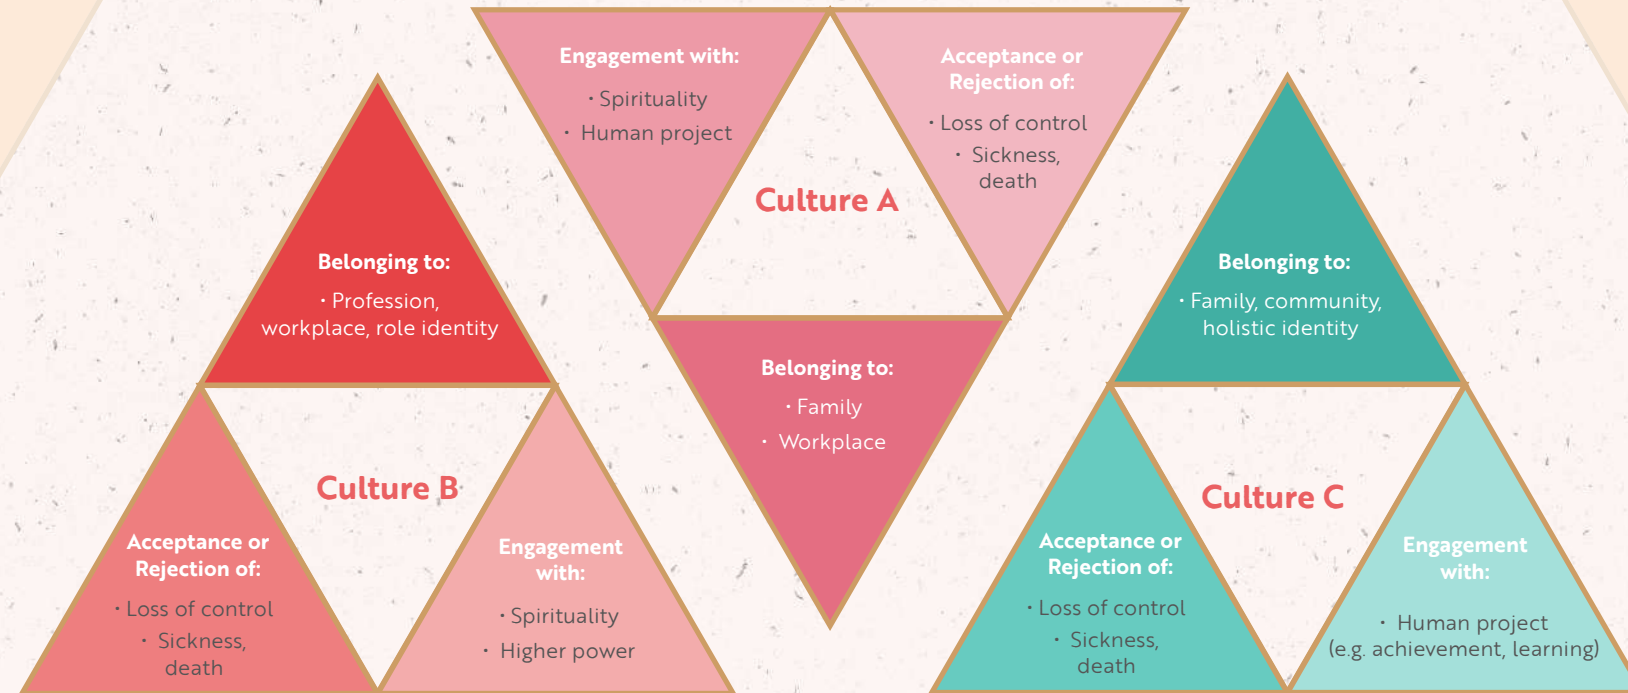 Engagement with:
• Spirituality
• Human project
Acceptance or
Rejection of:
• Loss of control
• Sickness,
death
Culture A
Belonging to:
• Family
• Workplace
Belonging to:
• Profession,
workplace, role identity
Culture B
Acceptance or
Rejection of:
• Loss of control
• Sickness,
death
Engagement
with:
• Spirituality
• Higher power
Belonging to:
• Family, community,
holistic identity
Culture C
Acceptance or
Rejection of:
• Loss of control
• Sickness,
death
Engagement
with:
• Human project
(e.g. achievement, learning)